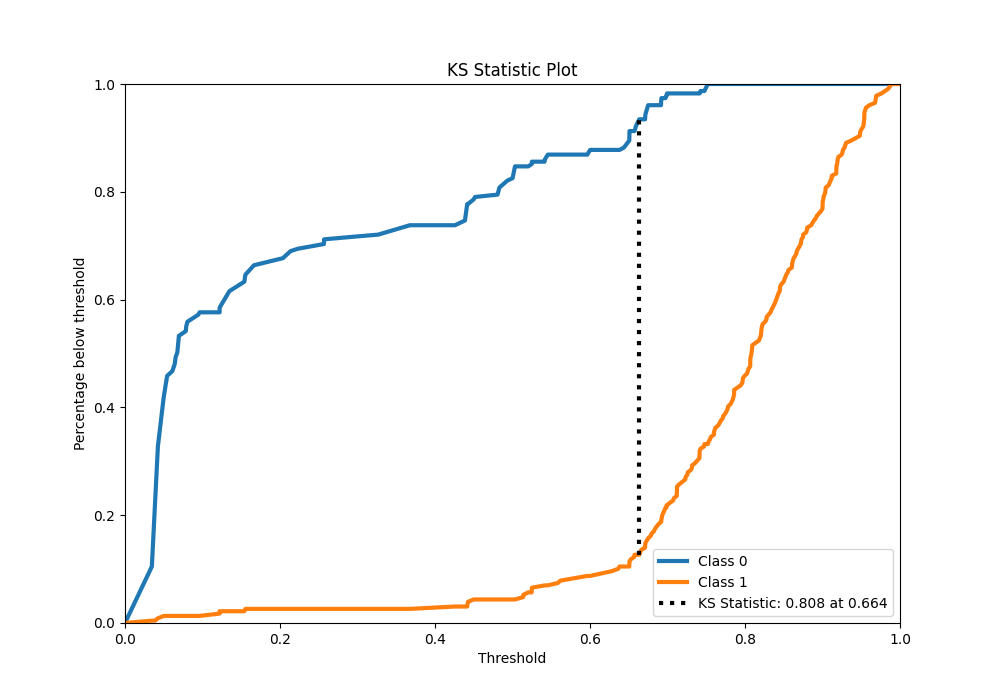 KS Statistic Plot
1.0
0.8
0.6
0.4
0.2
0.0
Percentage below threshold
0.0 0.2 0.4 0.6 0.8 1.0
Threshold
Class 0
Class 1
KS Statistic: 0.808 at 0.664